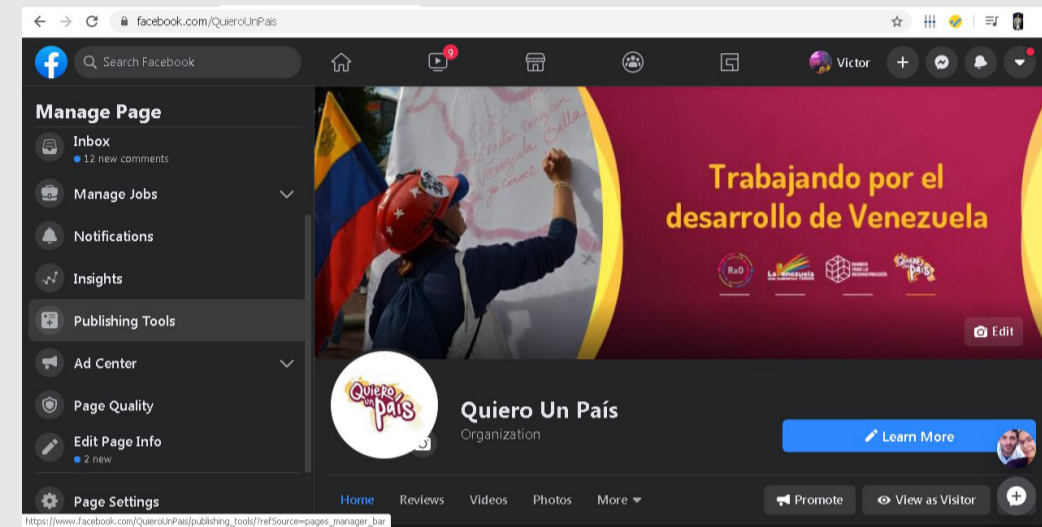 facebook.com/QuieroUnPais
Search Facebook
9
Victor
Manage Page
Inbox
12 new comments
Manage Jobs
Notifications
Insights
Publishing Tools
Ad Center
Page Quality
Edit Page Info
2 new
Page Settings
Venezuela Bella
Trabajando por el
desarrollo de Venezuela
RaD
La Venezuela
Quiero un país
Edit
Quiero un país
Quiero Un País
Organization
Learn More
Home
Reviews
Videos
Photos
More
Promote
View as Visitor
https://www.facebook.com/QuieroUnPais/publishing_tools/?refSource=pages_manager_bar